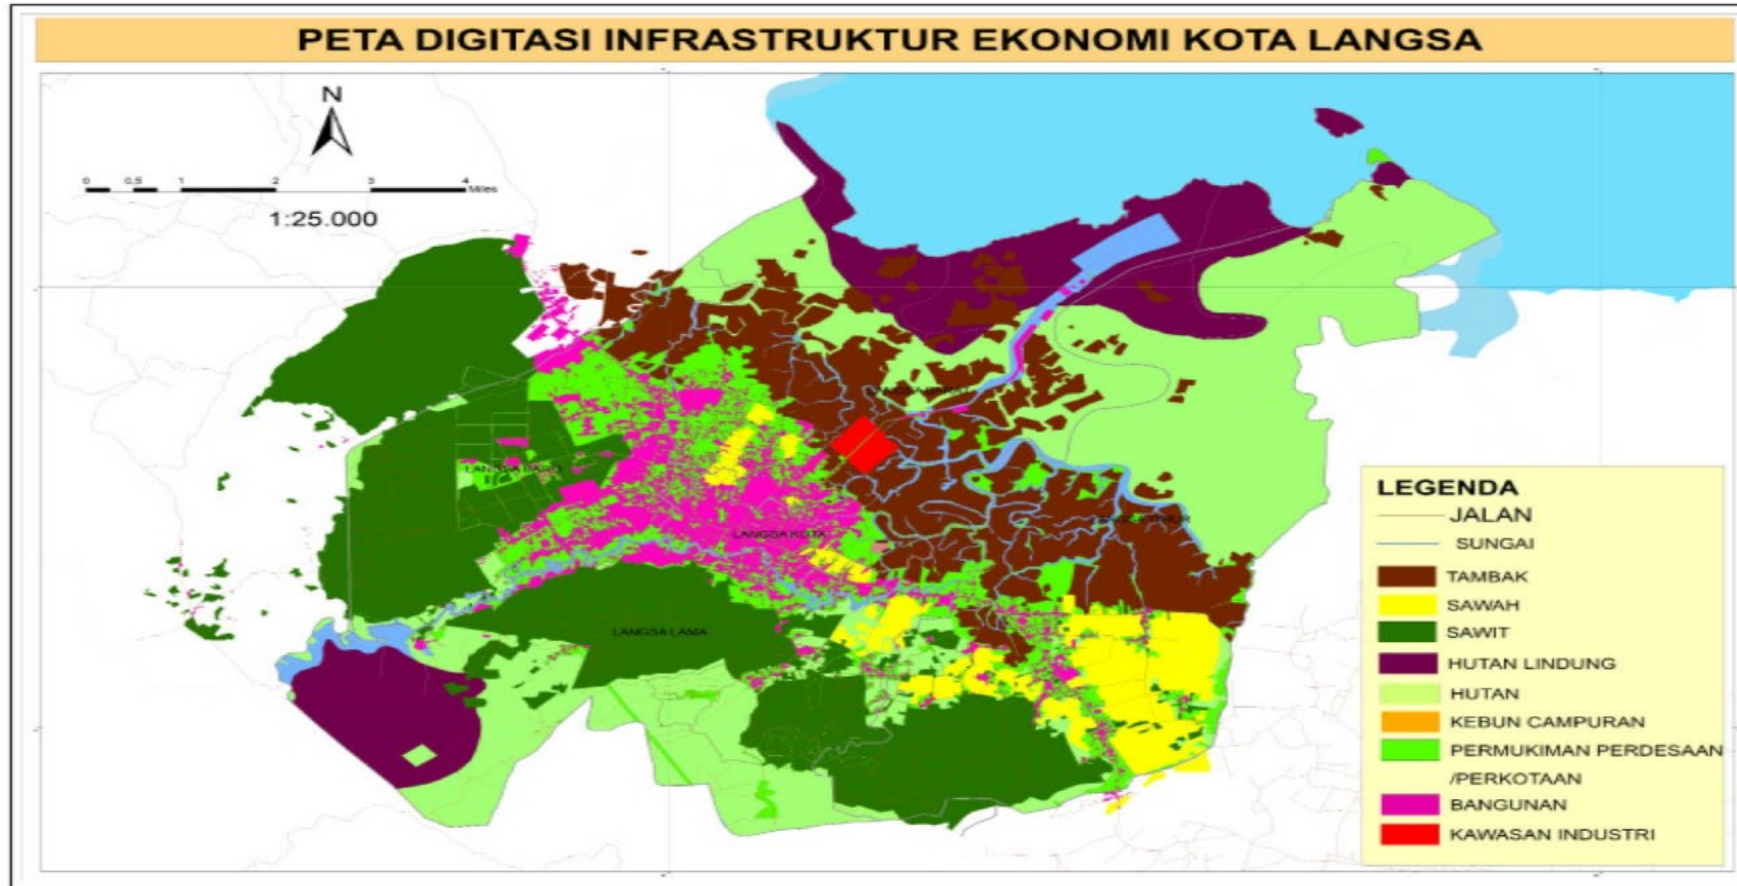 PETA DIGITASI INFRASTRUKTUR EKONOMI KOTA LANGSA
N
0 0,5 1 2 3 4
Miles
1:25.000
LANGSA KOTA
LANGSA LAMA
LEGENDA
JALAN
SUNGAI
TAMBAK
SAWAH
SAWIT
HUTAN LINDUNG
HUTAN
KEBUN CAMPURAN
PERMUKIMAN PERDESAAN
/PERKOTAAN
BANGUNAN
KAWASAN INDUSTRI